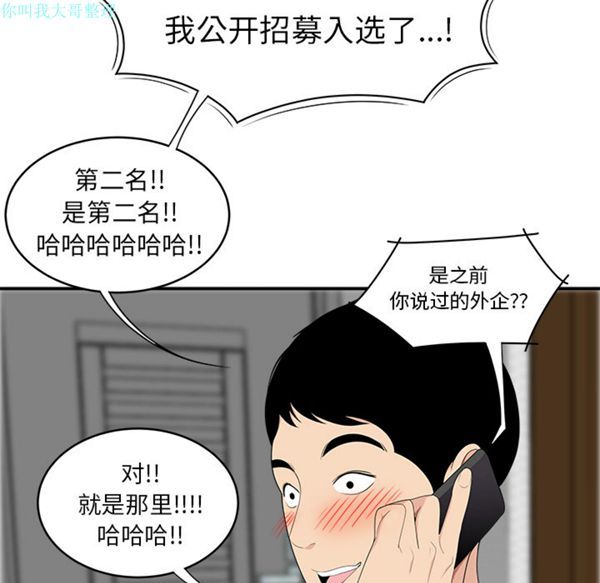 你叫我大哥整理
我公开招募入选了...!
第二名!!
是第二名!!
哈哈哈哈哈哈!!
是之前
你说过的外企??
对!!
就是那里!!!!
哈哈哈!!